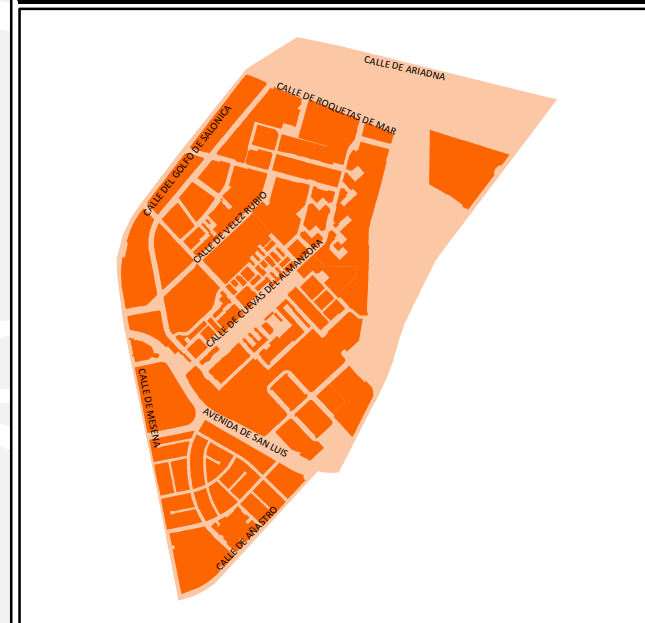 CALLE DE ARIADNA
CALLE DE ROQUETAS DE MAR
CALLE DEL GOLFO DE SALONICA
CALLE DE VELEZ RUBIO
CALLE DE CUEVAS DEL ALMANZORA
CALLE DE MESENA
AVENIDA DE SAN LUIS
CALLE DE AÑASTRO